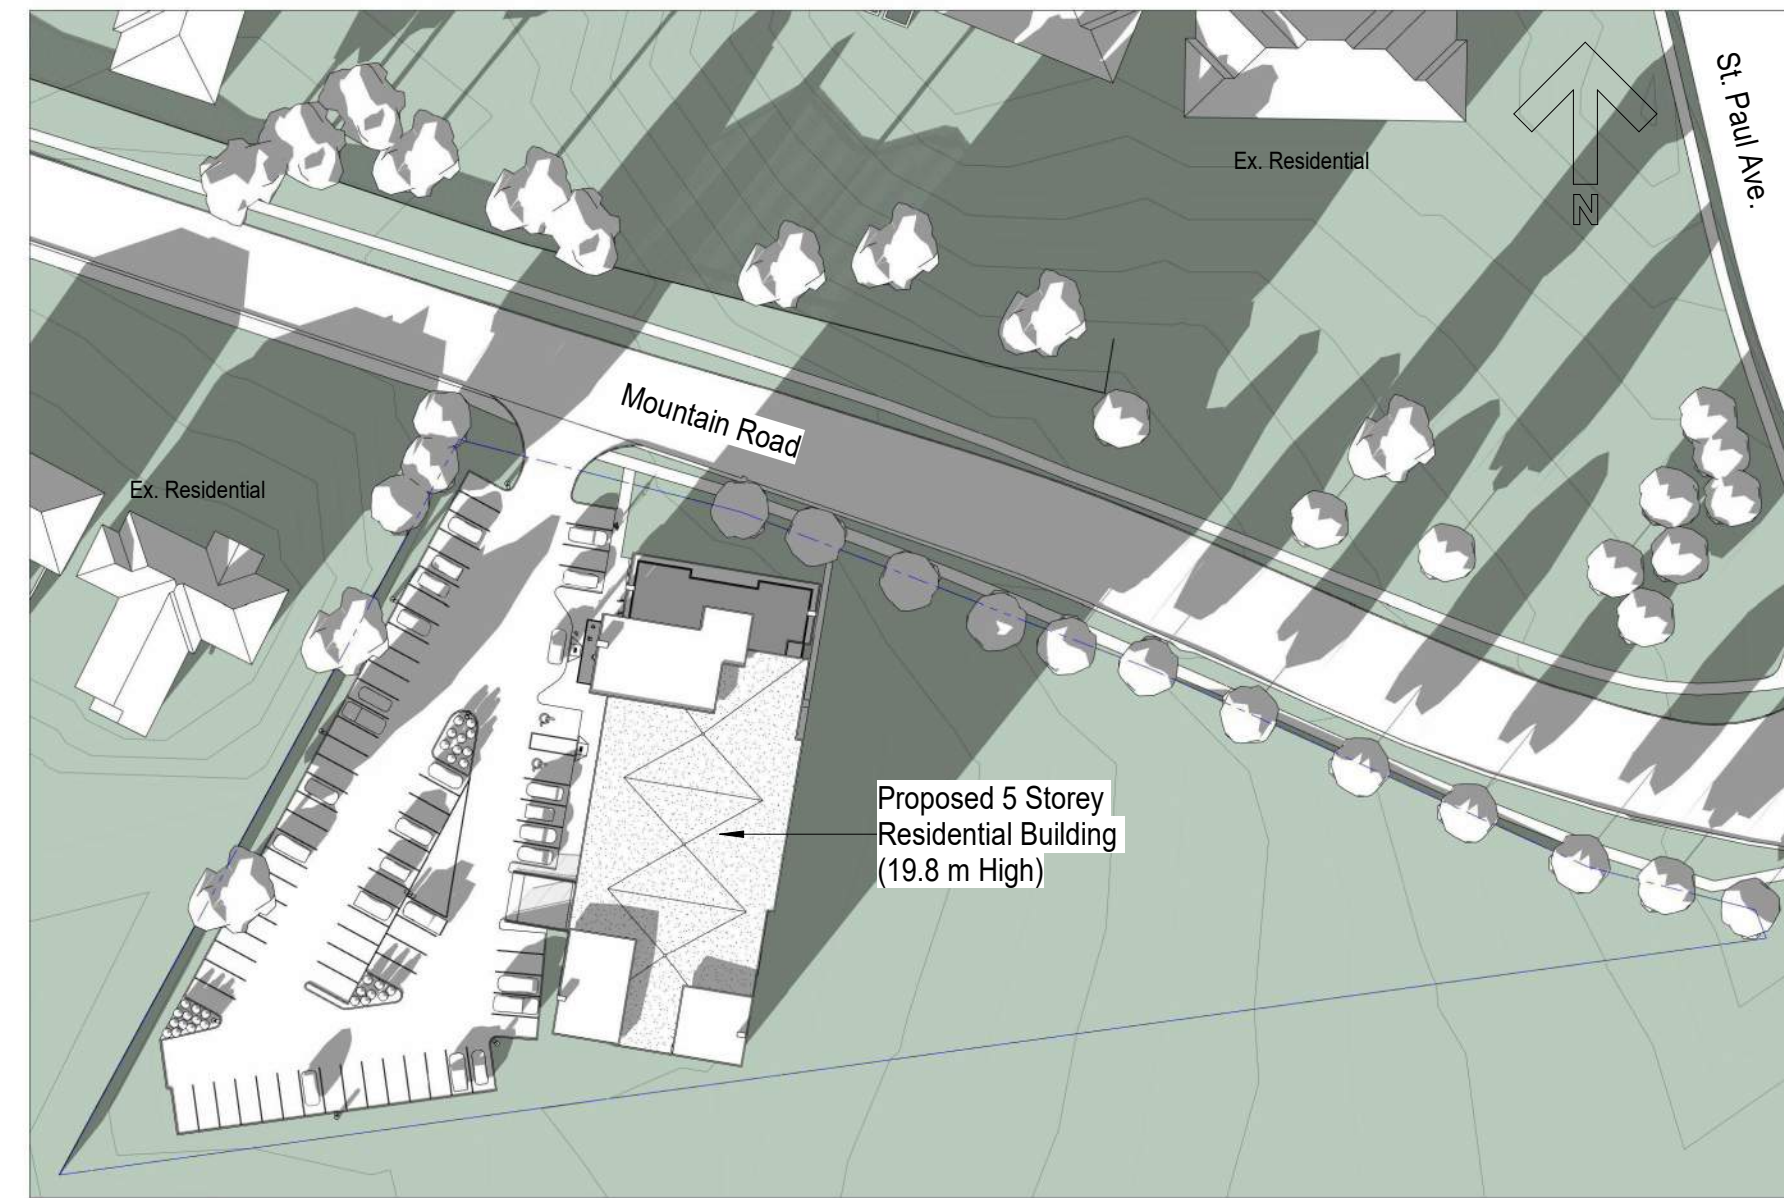 St. Paul Ave.
Ex. Residential
N
Mountain Road
Ex. Residential
Proposed 5 Storey
Residential Building
(19.8 m High)